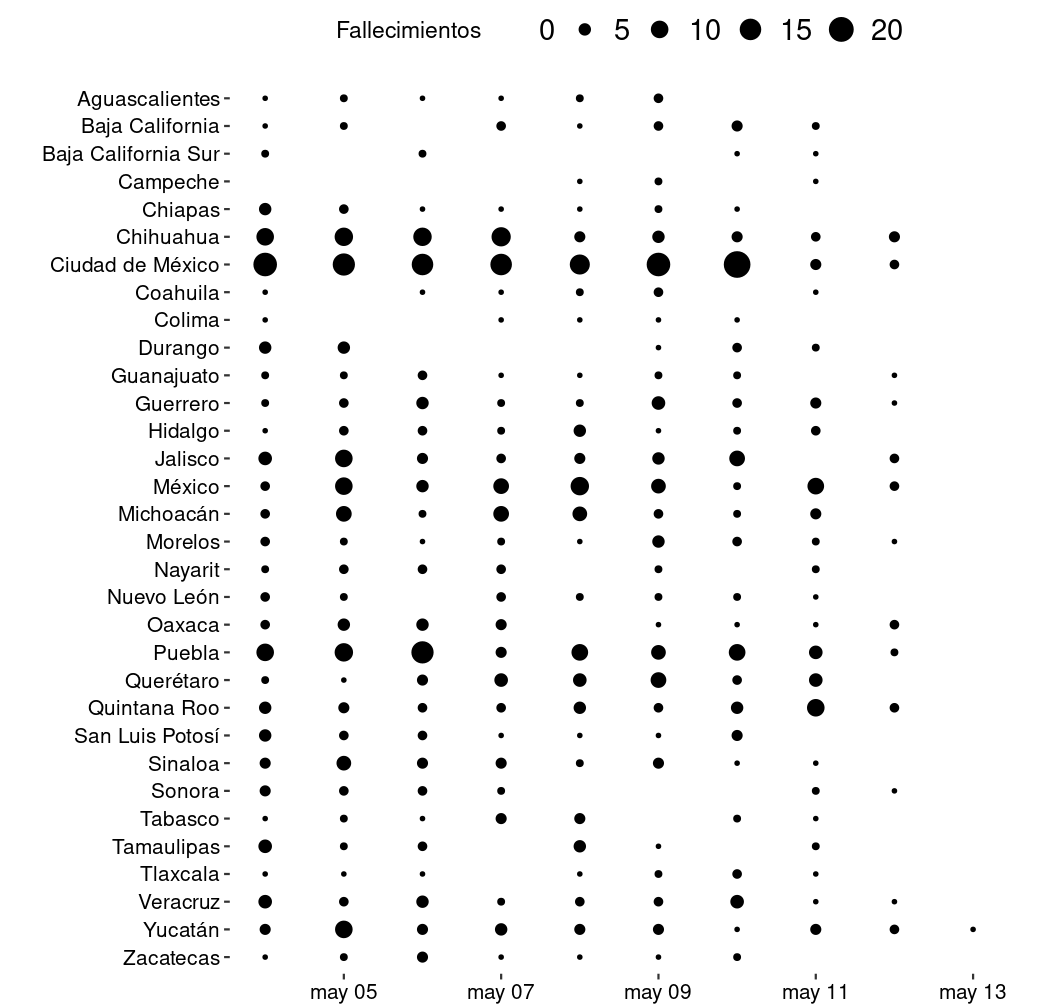 Fallecimientos 0 5 10 15 20
Aguascalientes
Baja California
Baja California Sur
Campeche
Chiapas
Chihuahua
Ciudad de México
Coahuila
Colima
Durango
Guanajuato
Guerrero
Hidalgo
Jalisco
México
Michoacán
Morelos
Nayarit
Nuevo León
Oaxaca
Puebla
Querétaro
Quintana Roo
San Luis Potosí
Sinaloa
Sonora
Tabasco
Tamaulipas
Tlaxcala
Veracruz
Yucatán
Zacatecas
may 05 may 07 may 09 may 11 may 13